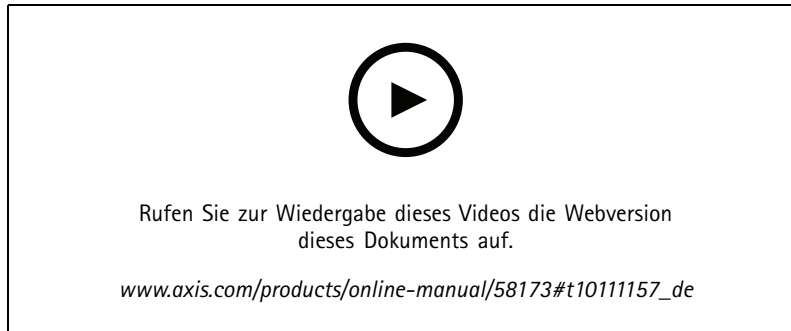 Rufen Sie zur Wiedergabe dieses Videos die Webversion
dieses Dokuments auf.
www.axis.com/products/online-manual/58173#t10111157_de